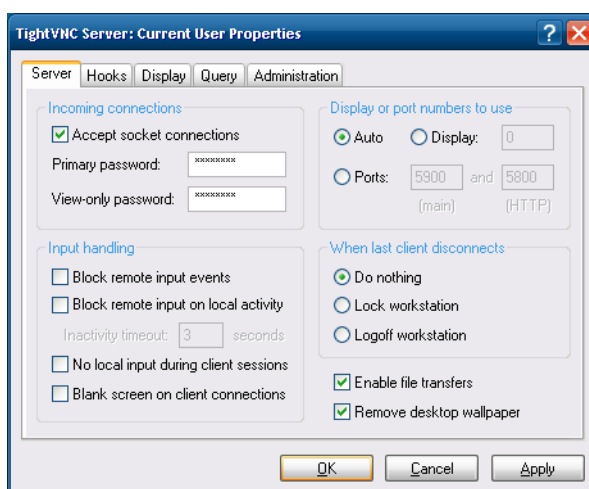 TightVNC Server: Current User Properties
Server Hooks Display Query Administration
Incoming connections
Accept socket connections
Primary password: ********
View-only password: ********
Display or port numbers to use
Auto Display: 0
Ports: 5900 and 5800
(main) (HTTP)
Input handling
Block remote input events
Block remote input on local activity
Inactivity timeout: 3 seconds
No local input during client sessions
Blank screen on client connections
When last client disconnects
Do nothing
Lock workstation
Logoff workstation
Enable file transfers
Remove desktop wallpaper
OK Cancel Apply